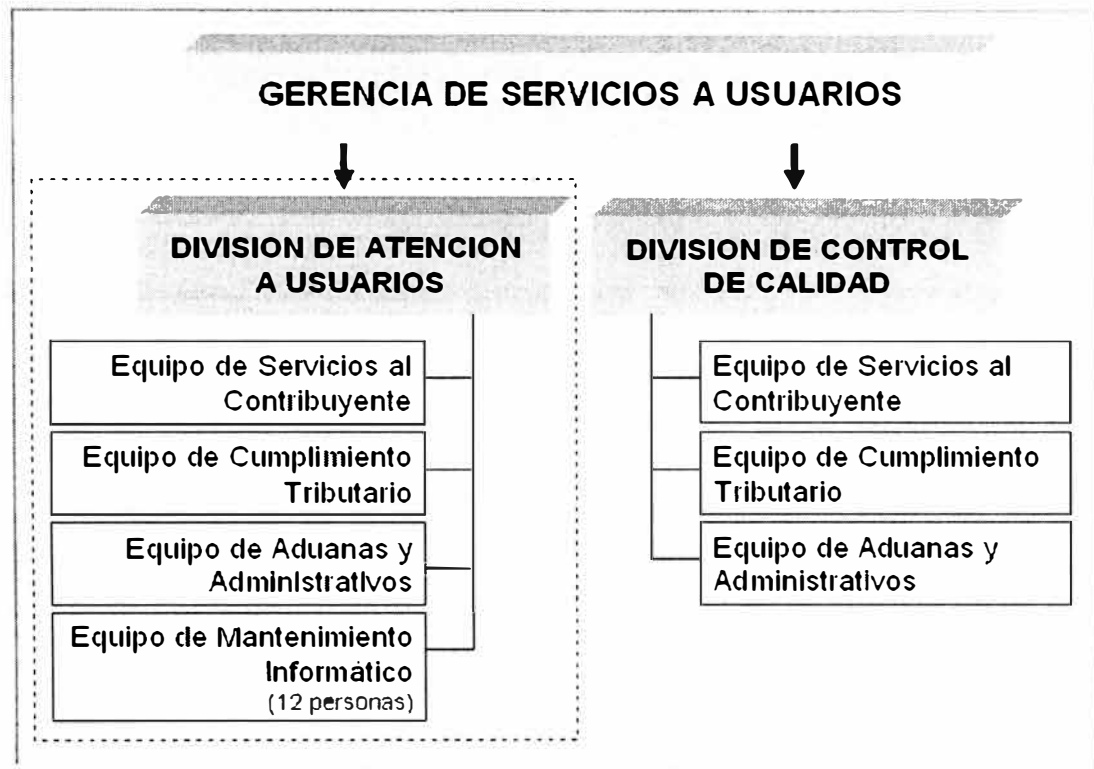 GERENCIA DE SERVICIOS A USUARIOS
DIVISION DE ATENCION
A USUARIOS
Equipo de Servicios al
Contribuyente
Equipo de Cumplimiento
Tributario
Equipo de Aduanas y
Administrativos
Equipo de Mantenimiento
Informático
(12 personas)
DIVISION DE CONTROL
DE CALIDAD
Equipo de Servicios al
Contribuyente
Equipo de Cumplimiento
Tributario
Equipo de Aduanas y
Administrativos